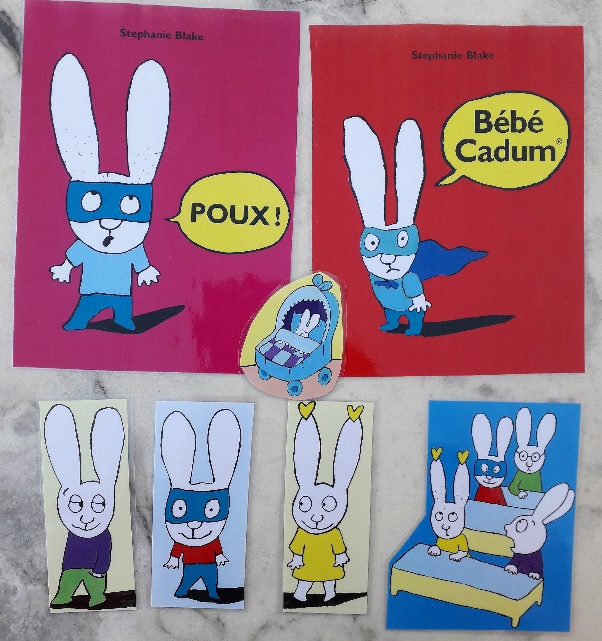 Stephanie Blake
POUX !
Stephanie Blake
Bébé
Cadum®